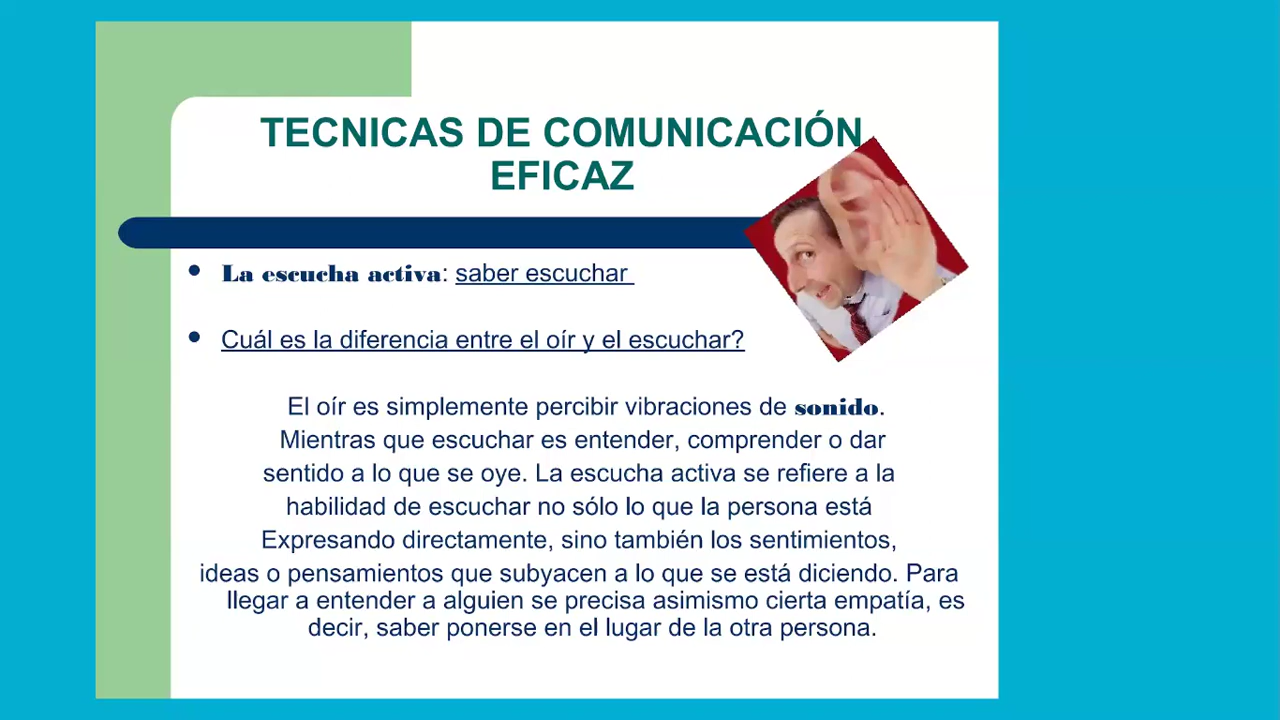 TECNICAS DE COMUNICACIÓN
EFICAZ
La escucha activa: saber escuchar
Cuál es la diferencia entre el oír y el escuchar?
El oír es simplemente percibir vibraciones de sonido.
Mientras que escuchar es entender, comprender o dar
sentido a lo que se oye. La escucha activa se refiere a la
habilidad de escuchar no sólo lo que la persona está
Expresando directamente, sino también los sentimientos,
ideas o pensamientos que subyacen a lo que se está diciendo. Para
llegar a entender a alguien se precisa asimismo cierta empatía, es
decir, saber ponerse en el lugar de la otra persona.